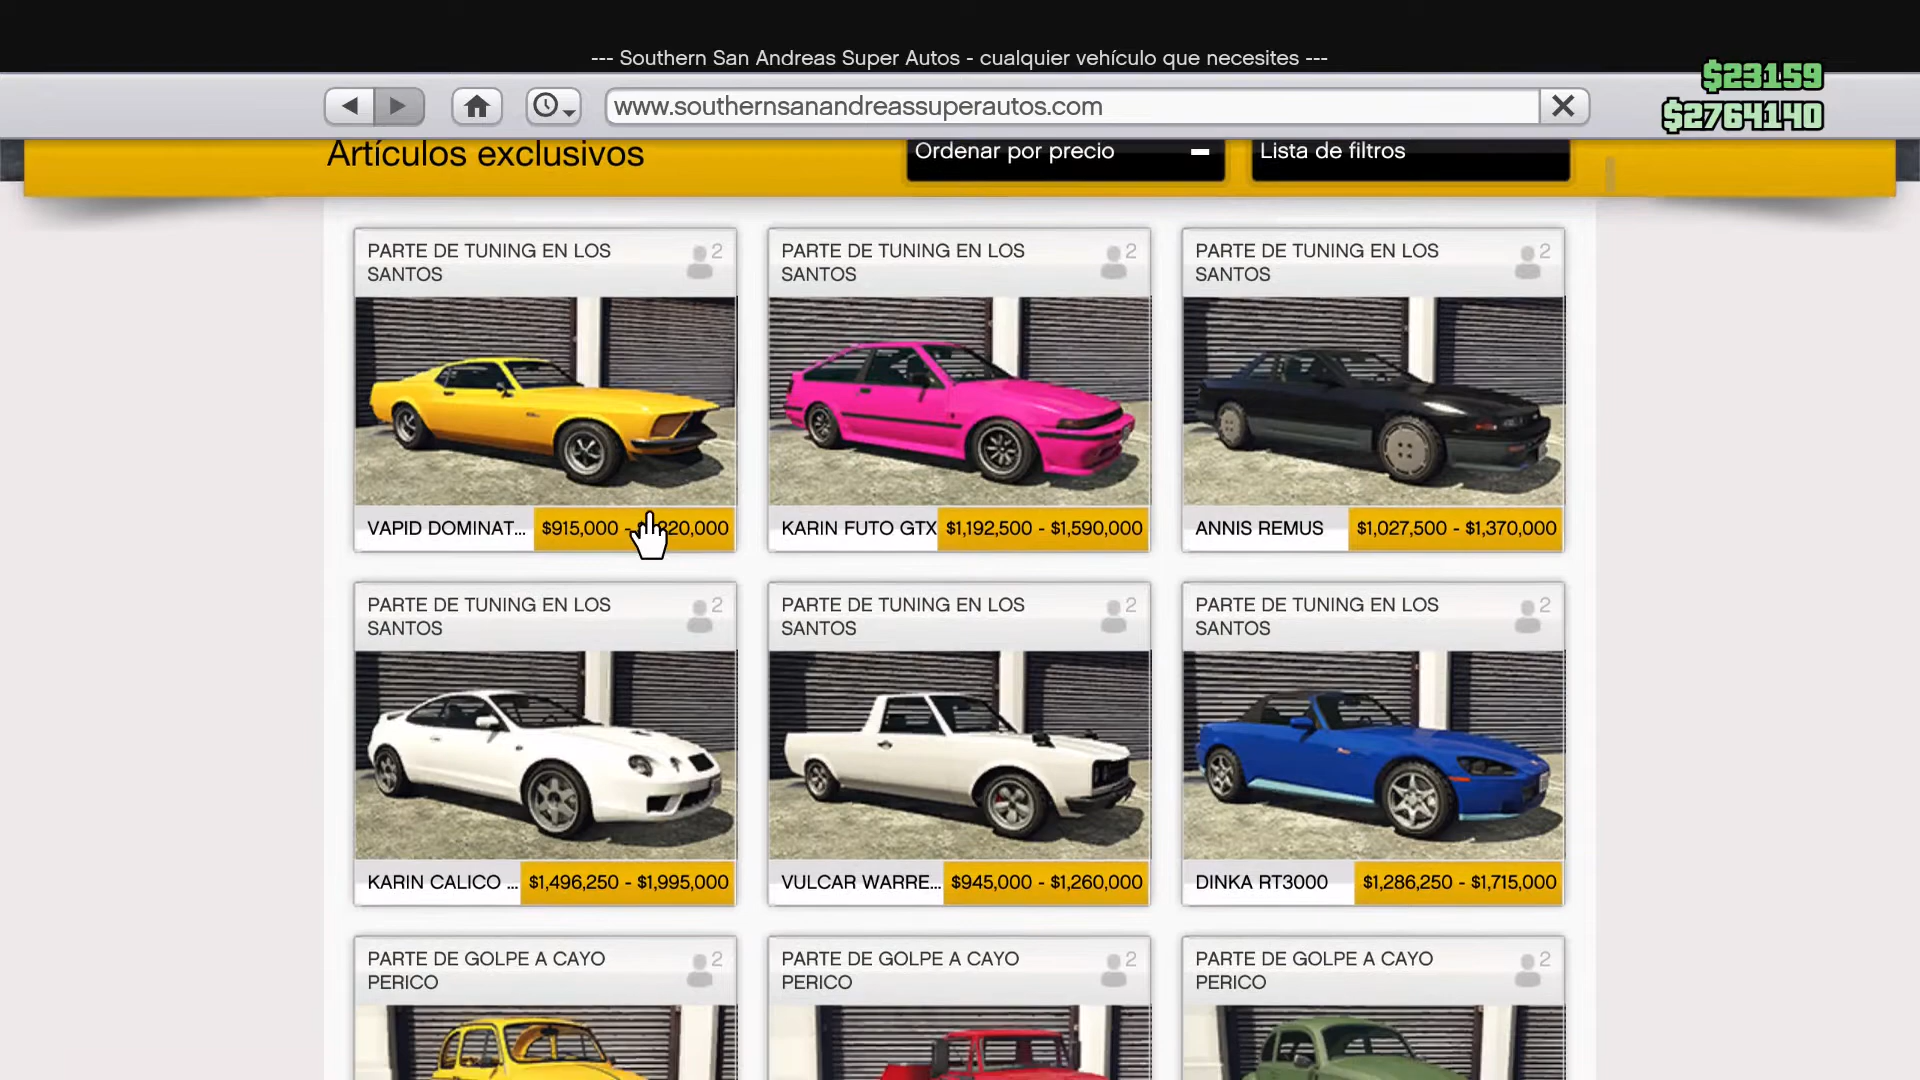 --- Southern San Andreas Super Autos - cualquier vehículo que necesites ---
$23159
$2764140
www.southernsanandreassuperautos.com
Artículos exclusivos
Ordenar por precio
Lista de filtros
PARTE DE TUNING EN LOS SANTOS
2
PARTE DE TUNING EN LOS SANTOS
2
PARTE DE TUNING EN LOS SANTOS
2
VAPID DOMINAT... $915,000 - 
KARIN FUTO GTX $1,192,500 - $1,590,000
ANNIS REMUS $1,027,500 - $1,370,000
PARTE DE TUNING EN LOS SANTOS
2
PARTE DE TUNING EN LOS SANTOS
2
PARTE DE TUNING EN LOS SANTOS
2
KARIN CALICO ... $1,496,250 - $1,995,000
VULCAR WARRE... $945,000 - $1,260,000
DINKA RT3000 $1,286,250 - $1,715,000
PARTE DE GOLPE A CAYO PERICO
2
PARTE DE GOLPE A CAYO PERICO
2
PARTE DE GOLPE A CAYO PERICO
2